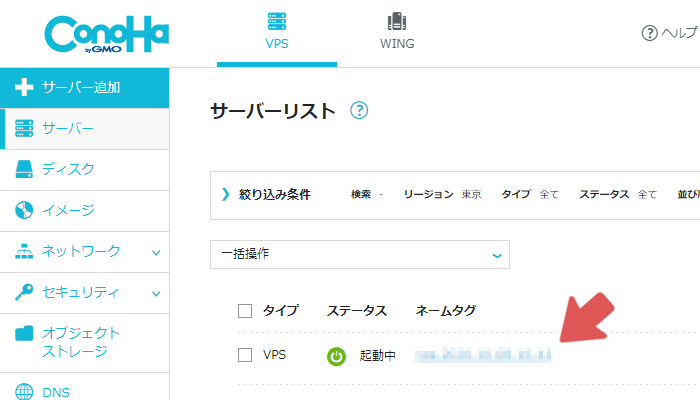 ConoHa
by GMO
VPS
WING
ヘルプ
サーバー追加
サーバー
ディスク
イメージ
ネットワーク
セキュリティ
オブジェクト
ストレージ
DNS
サーバーリスト
絞り込み条件 検索 - リージョン 東京 タイプ 全て ステータス 全て 並び
一括操作
タイプ ステータス ネームタグ
VPS 起動中